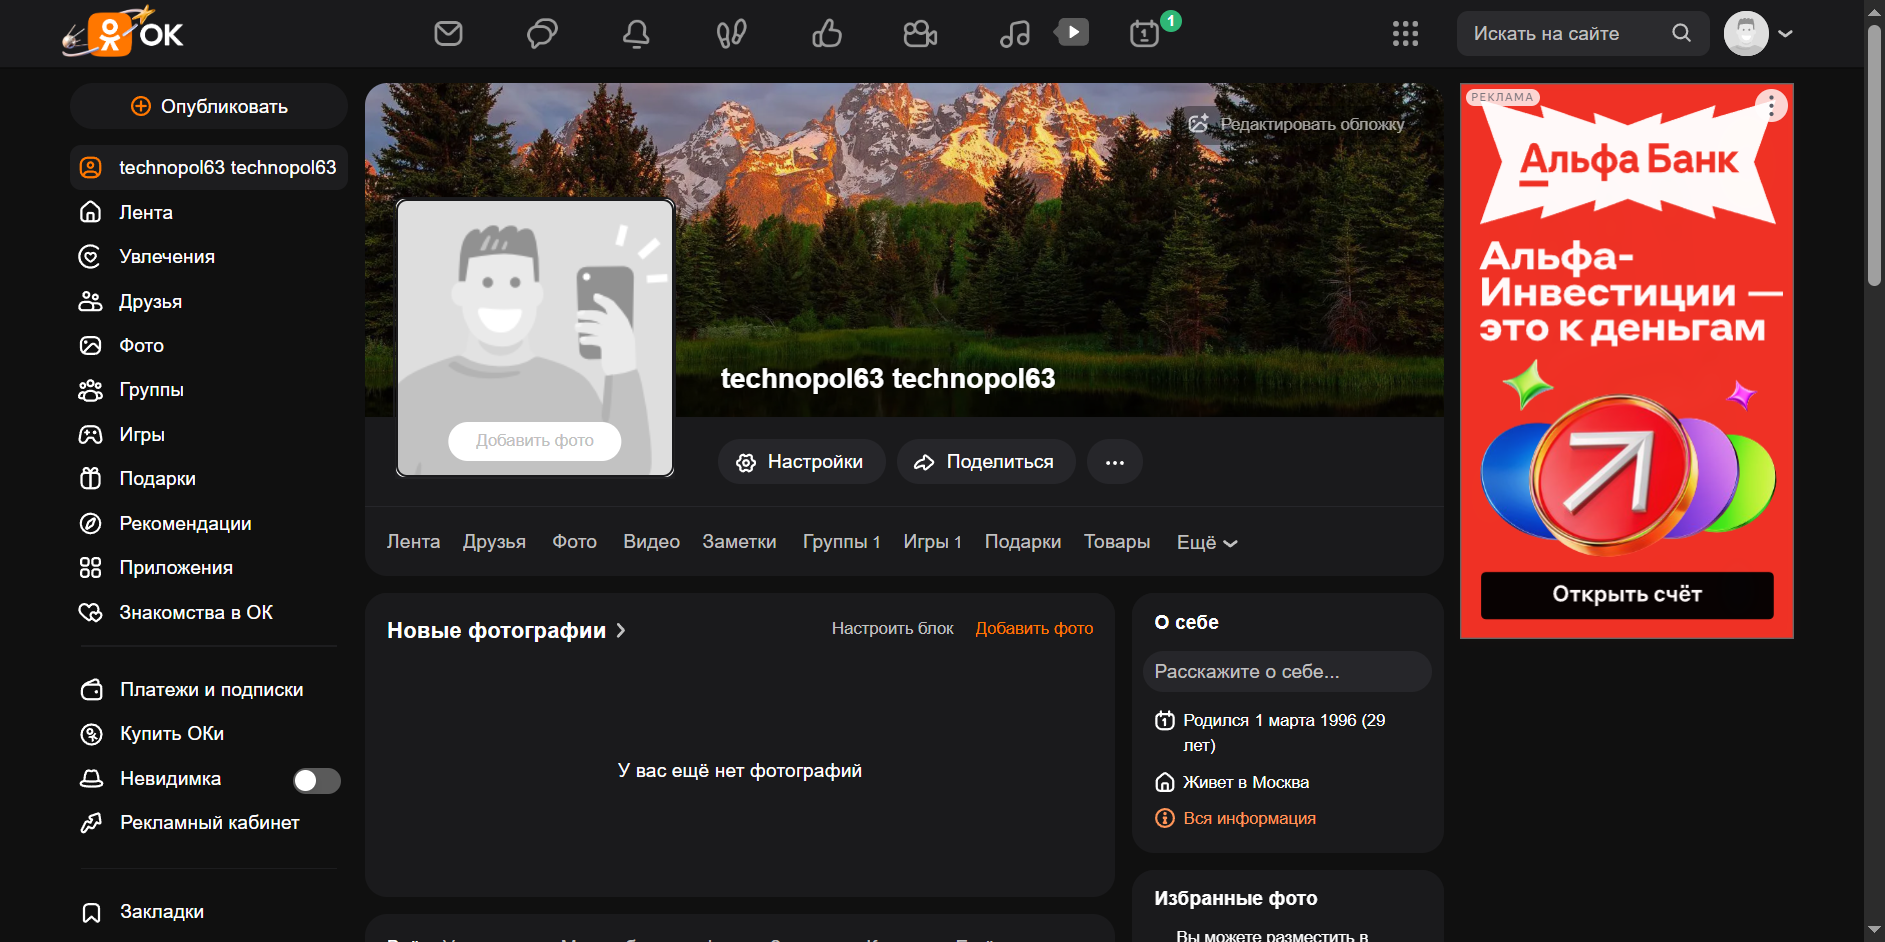 ОК
1
1
Искать на сайте
Опубликовать
technopol63 technopol63
Лента
Увлечения
Друзья
Фото
Группы
Игры
Подарки
Рекомендации
Приложения
Знакомства в ОК
Платежи и подписки
Купить ОКи
Невидимка
Рекламный кабинет
Закладки
Редактировать обложку
Добавить фото
technopol63 technopol63
Настройки
Поделиться
Лента Друзья Фото Видео Заметки Группы 1 Игры 1 Подарки Товары Ещё
Новые фотографии
Настроить блок Добавить фото
У вас ещё нет фотографий
О себе
Расскажите о себе...
Родился 1 марта 1996 (29
лет)
Живет в Москва
Вся информация
Избранные фото
Вы можете разместить в
РЕКЛАМА
Альфа Банк
Альфа-
Инвестиции —
это к деньгам
Открыть счёт